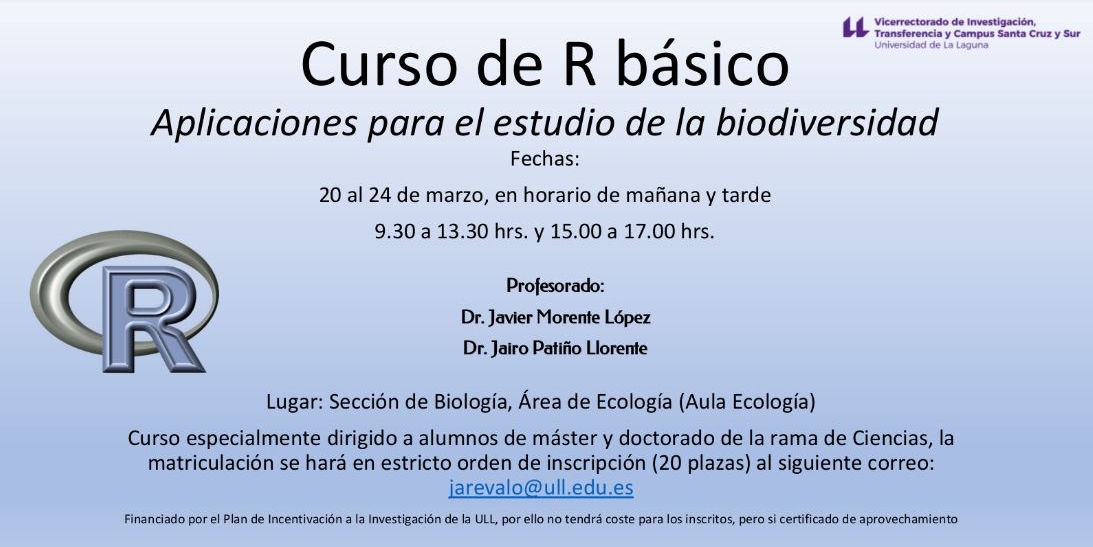 Vicerrectorado de Investigación,
Transferencia y Campus Santa Cruz y Sur
Universidad de La Laguna
Curso de R básico
Aplicaciones para el estudio de la biodiversidad
Fechas:
20 al 24 de marzo, en horario de mañana y tarde
9.30 a 13.30 hrs. y 15.00 a 17.00 hrs.
R
Profesorado:
Dr. Javier Morente López
Dr. Jairo Patiño Llorente
Lugar: Sección de Biología, Área de Ecología (Aula Ecología)
Curso especialmente dirigido a alumnos de máster y doctorado de la rama de Ciencias, la
matriculación se hará en estricto orden de inscripción (20 plazas) al siguiente correo:
jarevalo@ull.edu.es
Financiado por el Plan de Incentivación a la Investigación de la ULL, por ello no tendrá coste para los inscritos, pero si certificado de aprovechamiento